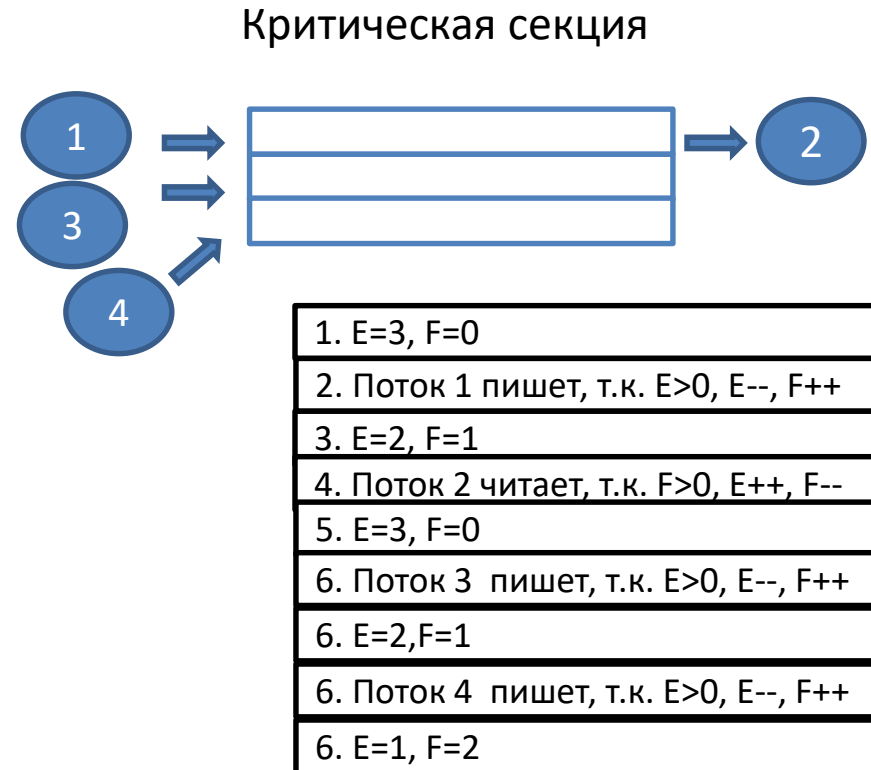 Критическая секция
1
2
3
4
1. E=3, F=0
2. Поток 1 пишет, т.к. E>0, E--, F++
3. E=2, F=1
4. Поток 2 читает, т.к. F>0, E++, F--
5. E=3, F=0
6. Поток 3 пишет, т.к. E>0, E--, F++
6. E=2,F=1
6. Поток 4 пишет, т.к. E>0, E--, F++
6. E=1, F=2